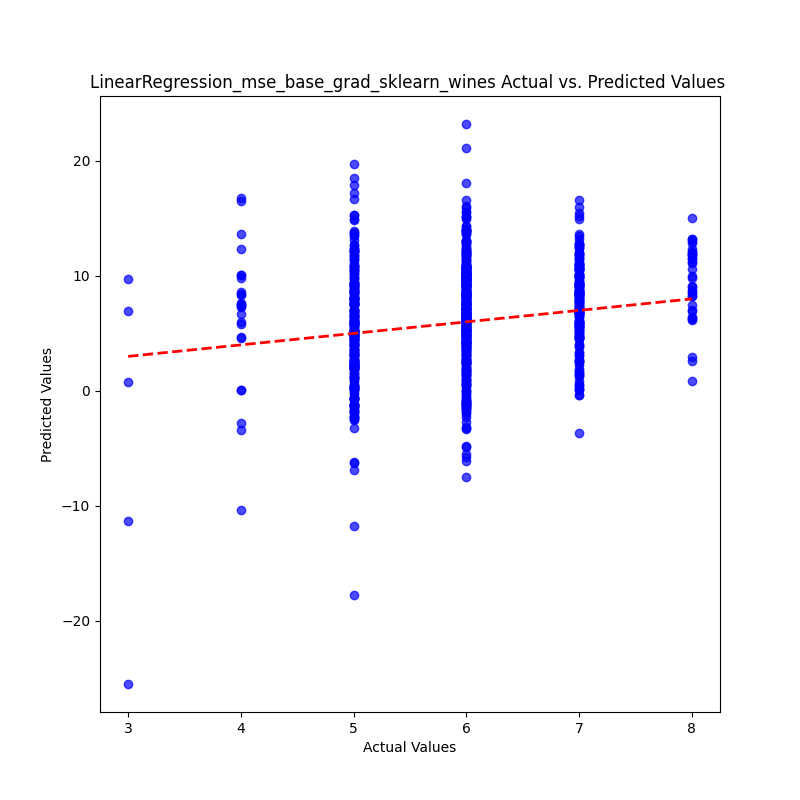 LinearRegression_mse_base_grad_sklearn_wines Actual vs. Predicted Values
20
10
0
−10
−20
Predicted Values
3 4 5 6 7 8
Actual Values